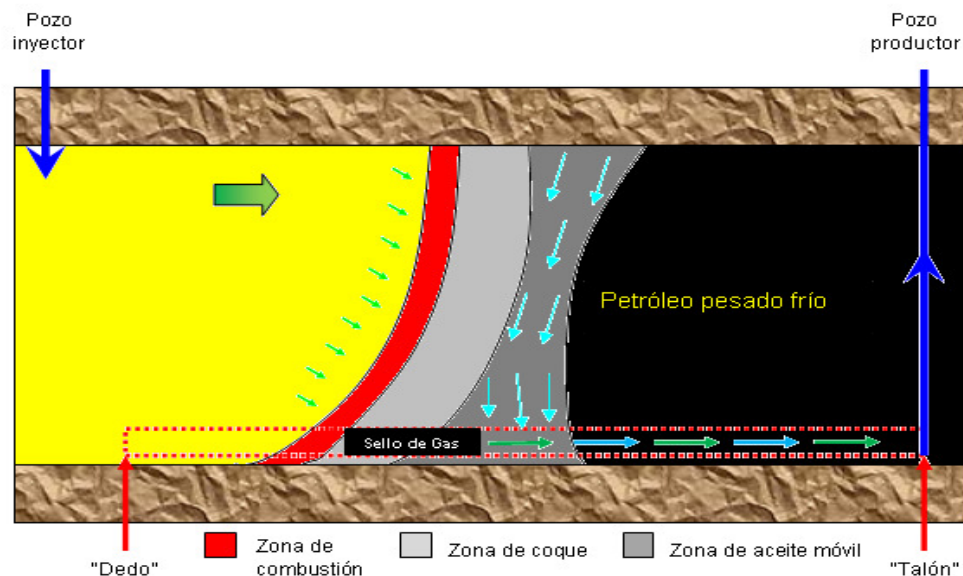 Pozo
inyector
Pozo
productor
Petróleo pesado frío
Sello de Gas
Zona de
combustión
Zona de coque
Zona de aceite móvil
"Dedo"
"Talón"